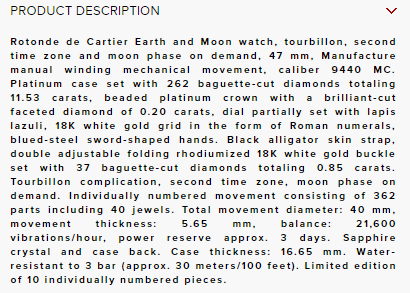 PRODUCT DESCRIPTION
Rotonde de Cartier Earth and Moon watch, tourbillon, second
time zone and moon phase on demand, 47 mm, Manufacture
manual winding mechanical movement, caliber 9440 MC.
Platinum case set with 262 baguette-cut diamonds totaling
11.53 carats, beaded platinum crown with a brilliant-cut
faceted diamond of 0.20 carats, dial partially set with lapis
lazuli, 18K white gold grid in the form of Roman numerals,
blued-steel sword-shaped hands. Black alligator skin strap,
double adjustable folding rhodiumized 18K white gold buckle
set with 37 baguette-cut diamonds totaling 0.85 carats.
Tourbillon complication, second time zone, moon phase on
demand. Individually numbered movement consisting of 362
parts including 40 jewels. Total movement diameter: 40 mm,
movement thickness: 5.65 mm, balance: 21,600
vibrations/hour, power reserve approx. 3 days. Sapphire
crystal and case back. Case thickness: 16.65 mm. Water-
resistant to 3 bar (approx. 30 meters/100 feet). Limited edition
of 10 individually numbered pieces.